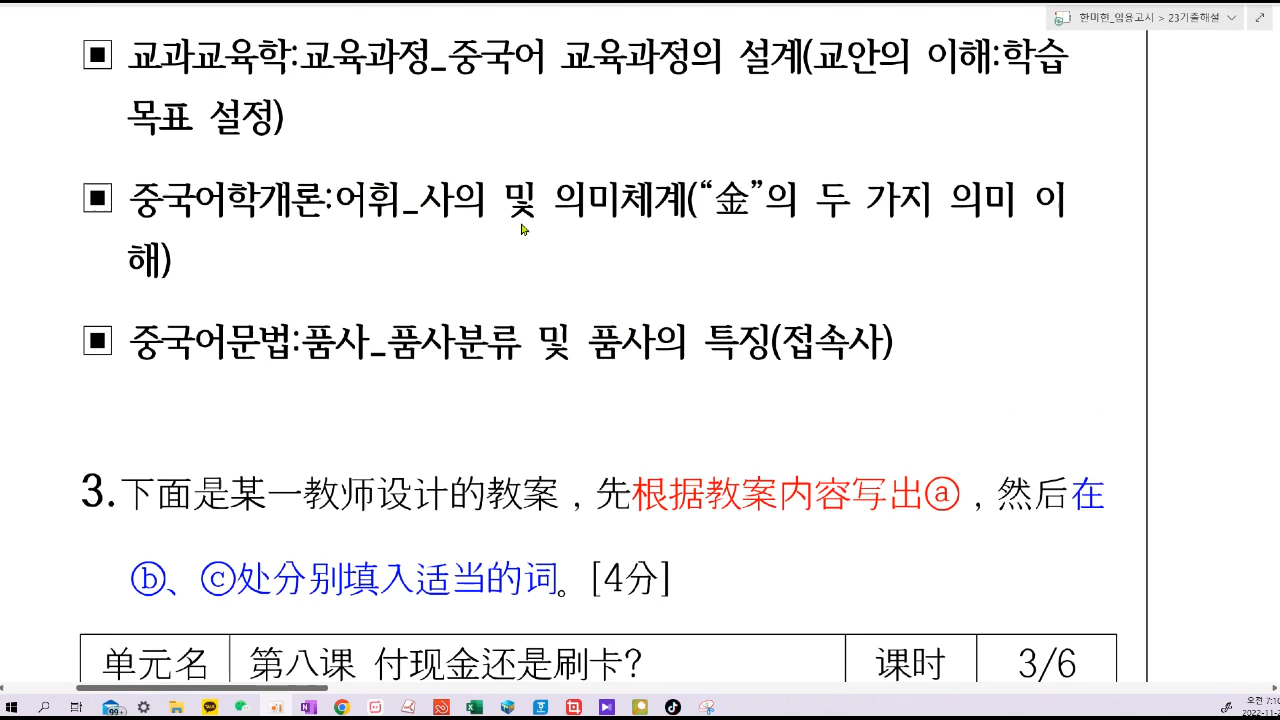 한미현_임용고시 > 23기출해설
▣ 교과교육학:교육과정_중국어 교육과정의 설계(교안의 이해:학습
목표 설정)
▣ 중국어학개론:어휘_사의 및 의미체계(“金”의 두 가지 의미 이
해)
▣ 중국어문법:품사_품사분류 및 품사의 특징(접속사)
3. 下面是某一教师设计的教案，先根据教案内容写出ⓐ，然后在
ⓑ、ⓒ处分别填入适当的词。[4分]
单元名 第八课 付现金还是刷卡? 课时 3/6
99+